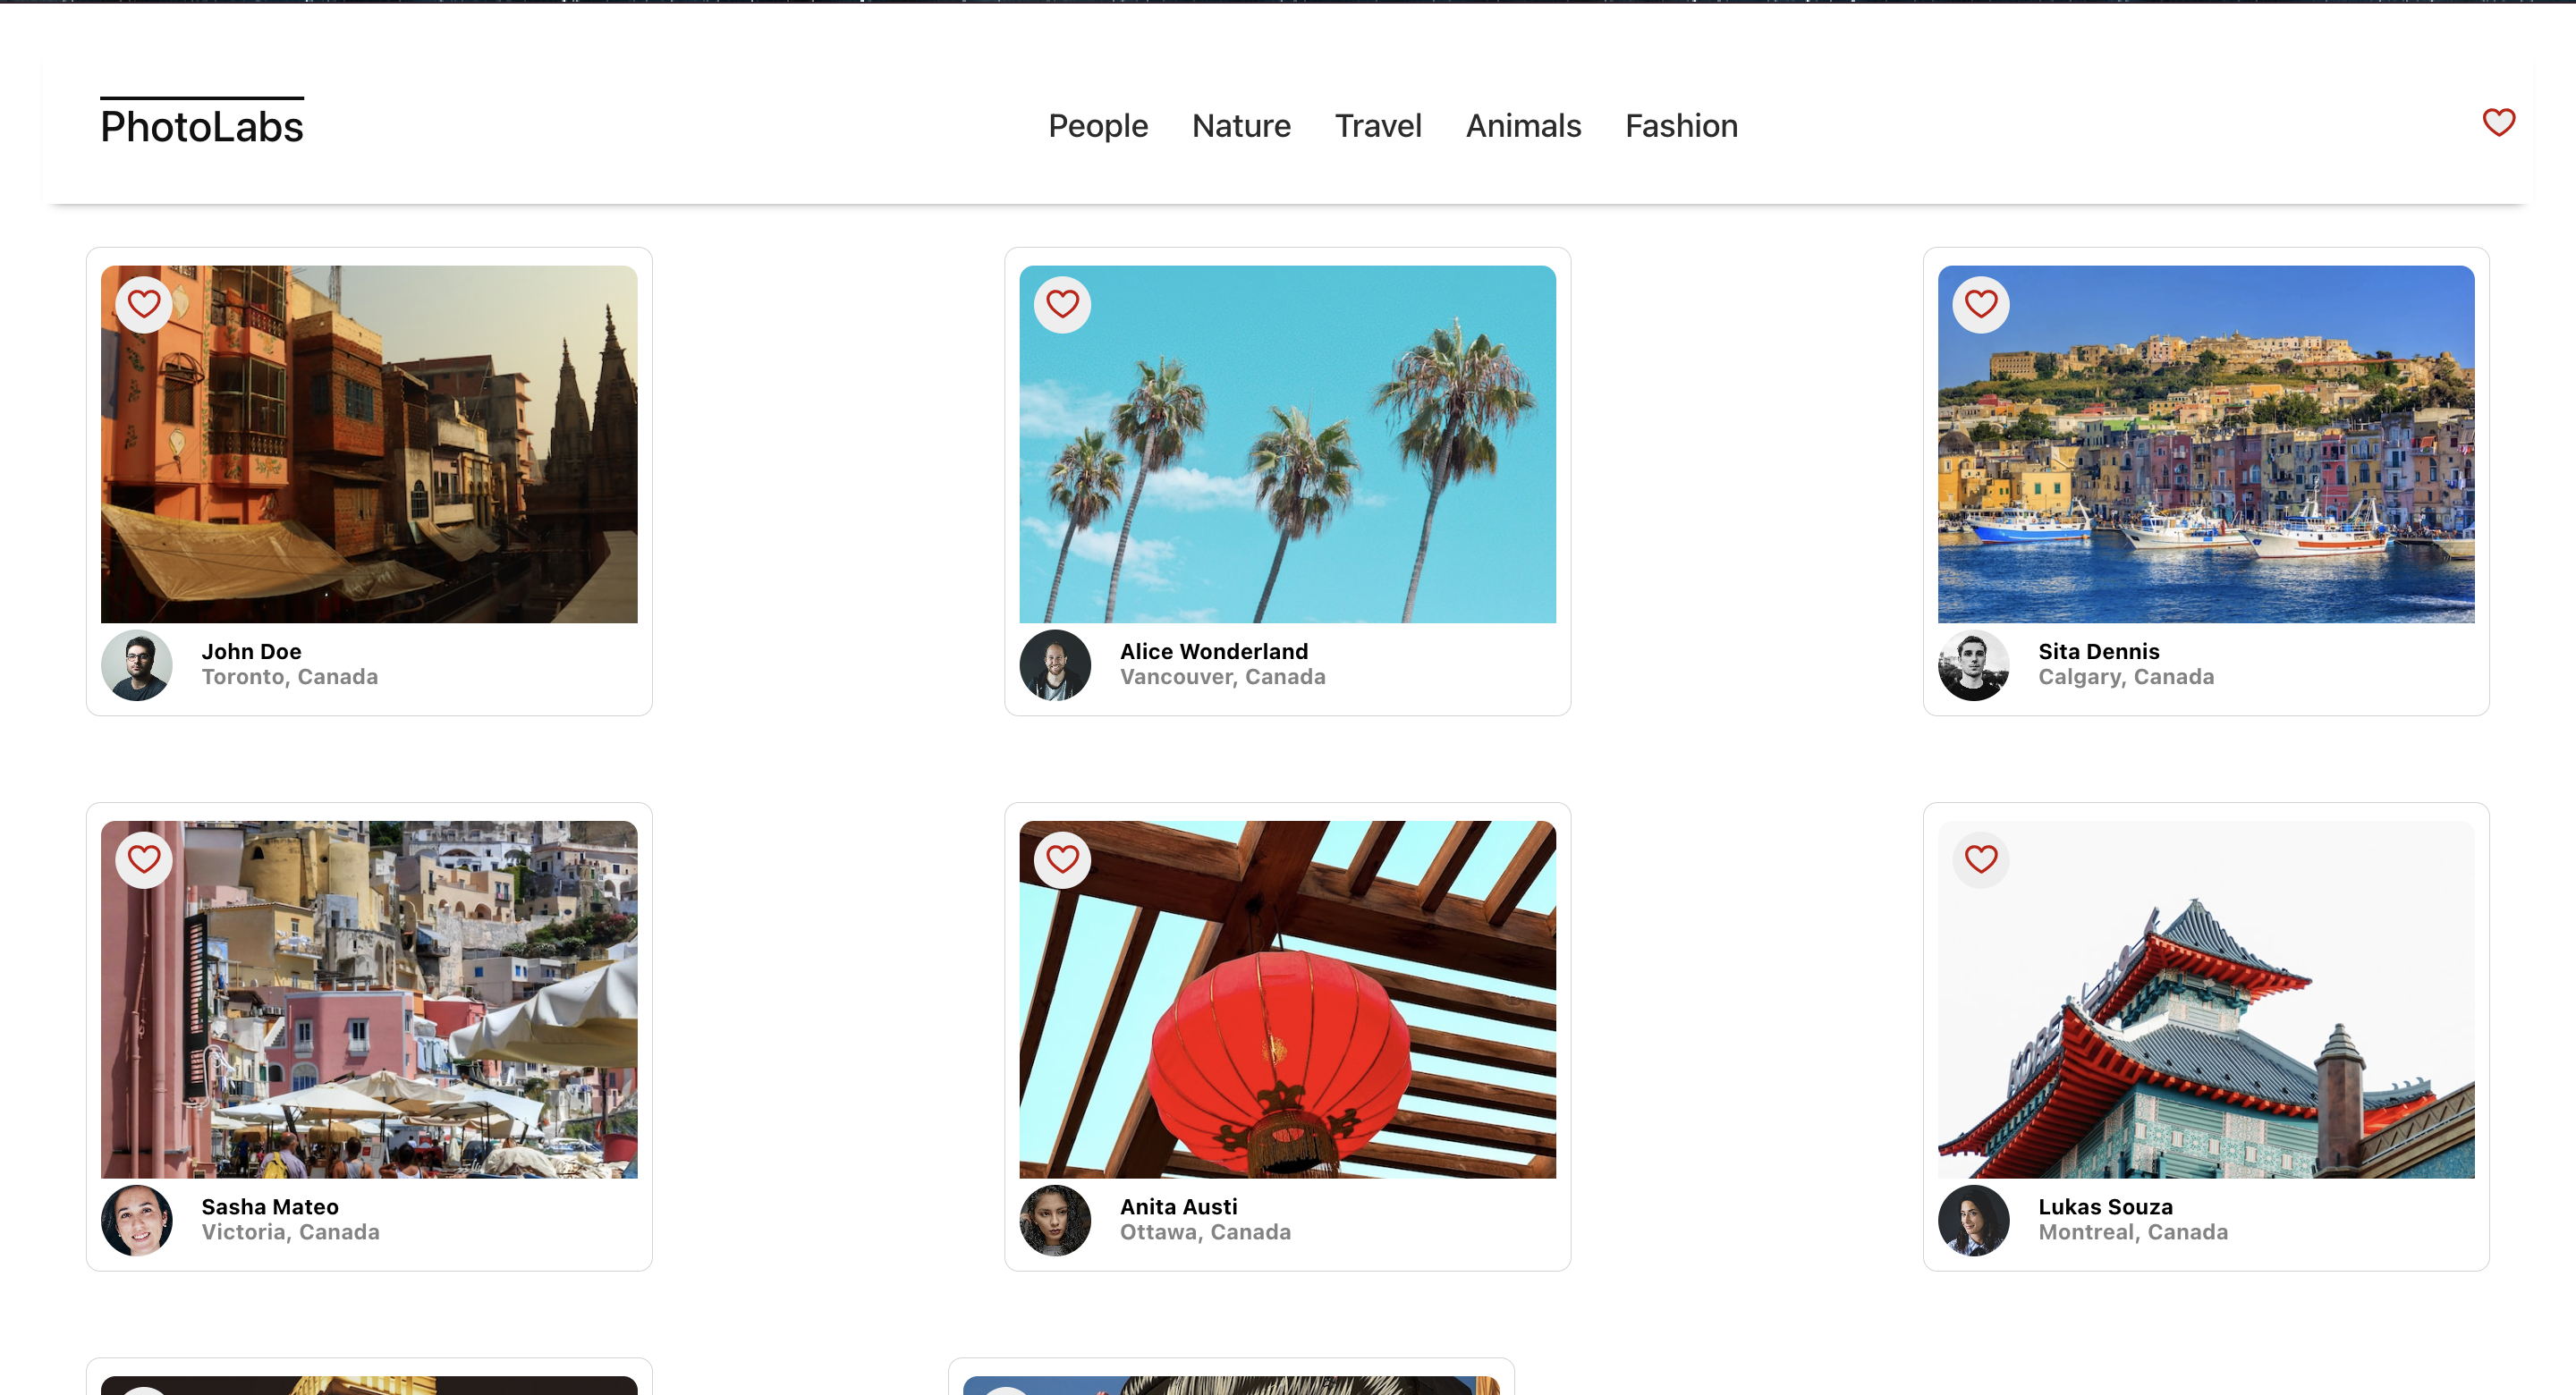 PhotoLabs
People Nature Travel Animals Fashion
John Doe
Toronto, Canada
Alice Wonderland
Vancouver, Canada
Sita Dennis
Calgary, Canada
Sasha Mateo
Victoria, Canada
Anita Austi
Ottawa, Canada
Lukas Souza
Montreal, Canada